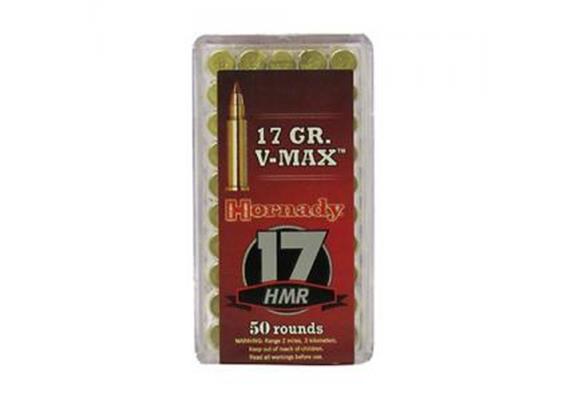 17 GR.
V-MAX™
Hornady
17
HMR
50 rounds
WARNING: Range 2 miles, 3 kilometers.
Keep out of reach of children.
Read all warnings before use.